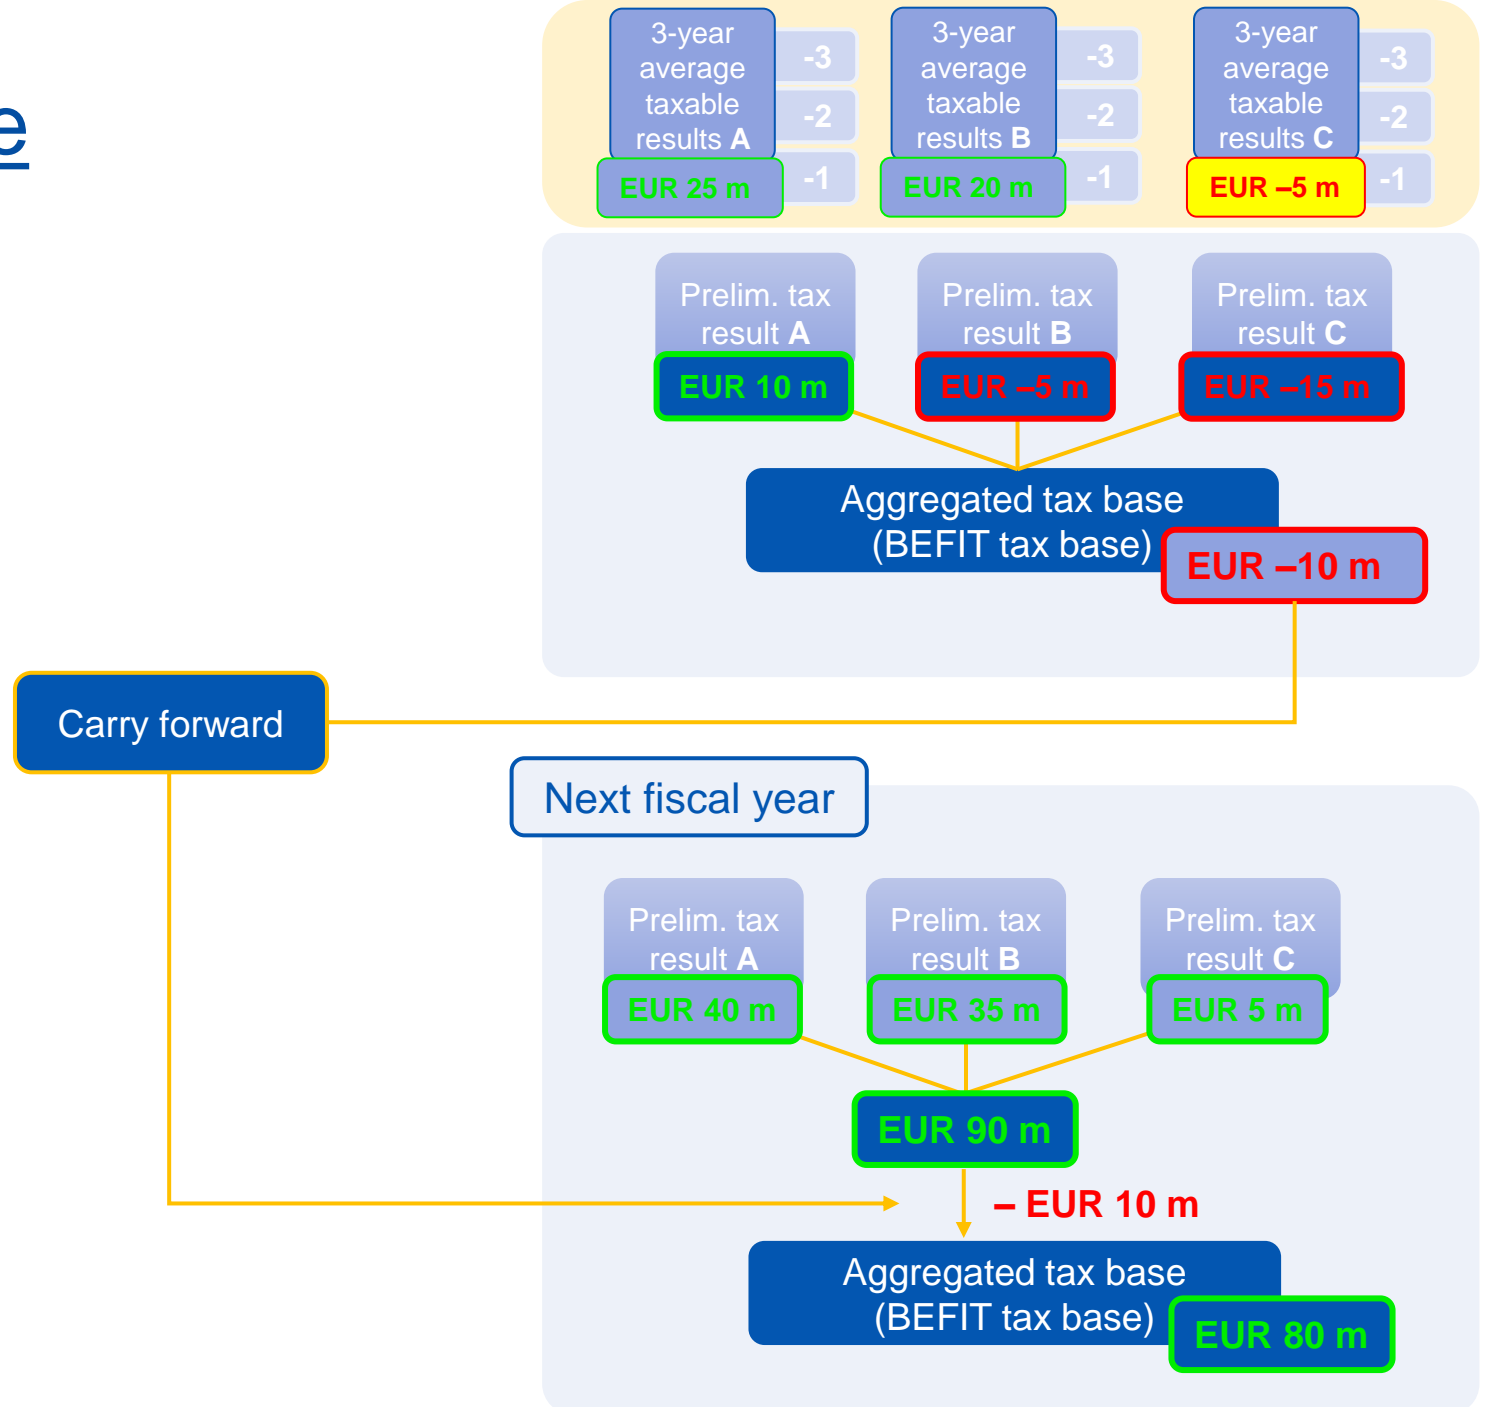 e
3-year
average
taxable
results A
EUR 25 m
-3
-2
-1
3-year
average
taxable
results B
EUR 20 m
-3
-2
-1
3-year
average
taxable
results C
EUR –5 m
-3
-2
-1
Prelim. tax
result A
EUR 10 m
Prelim. tax
result B
EUR –5 m
Prelim. tax
result C
EUR –15 m
Aggregated tax base
(BEFIT tax base)
EUR –10 m
Carry forward
Next fiscal year
Prelim. tax
result A
EUR 40 m
Prelim. tax
result B
EUR 35 m
Prelim. tax
result C
EUR 5 m
EUR 90 m
– EUR 10 m
Aggregated tax base
(BEFIT tax base)
EUR 80 m